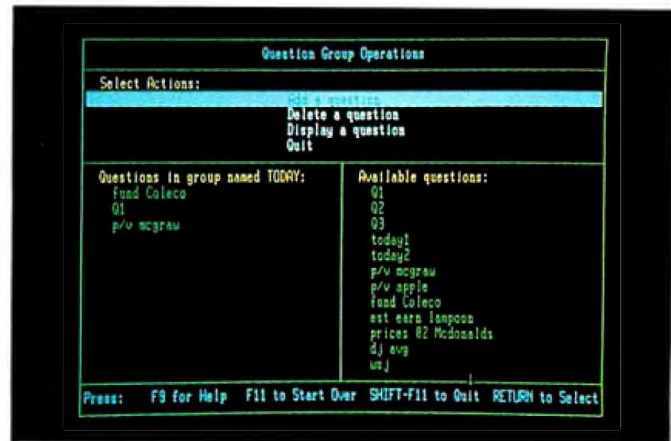 Question Group Operations
Select Actions:
Add a question
Delete a question
Display a question
Quit
Questions in group named TODAY:
fund Coleco
Q1
p/v mcgraw
Available questions:
Q1
Q2
Q3
today1
today2
p/v mcgraw
p/v apple
fund Coleco
est earn lampoon
prices 82 Mcdonalds
dj avg
wsj
Press: F9 for Help F11 to Start Over SHIFT-F11 to Quit RETURN to Select